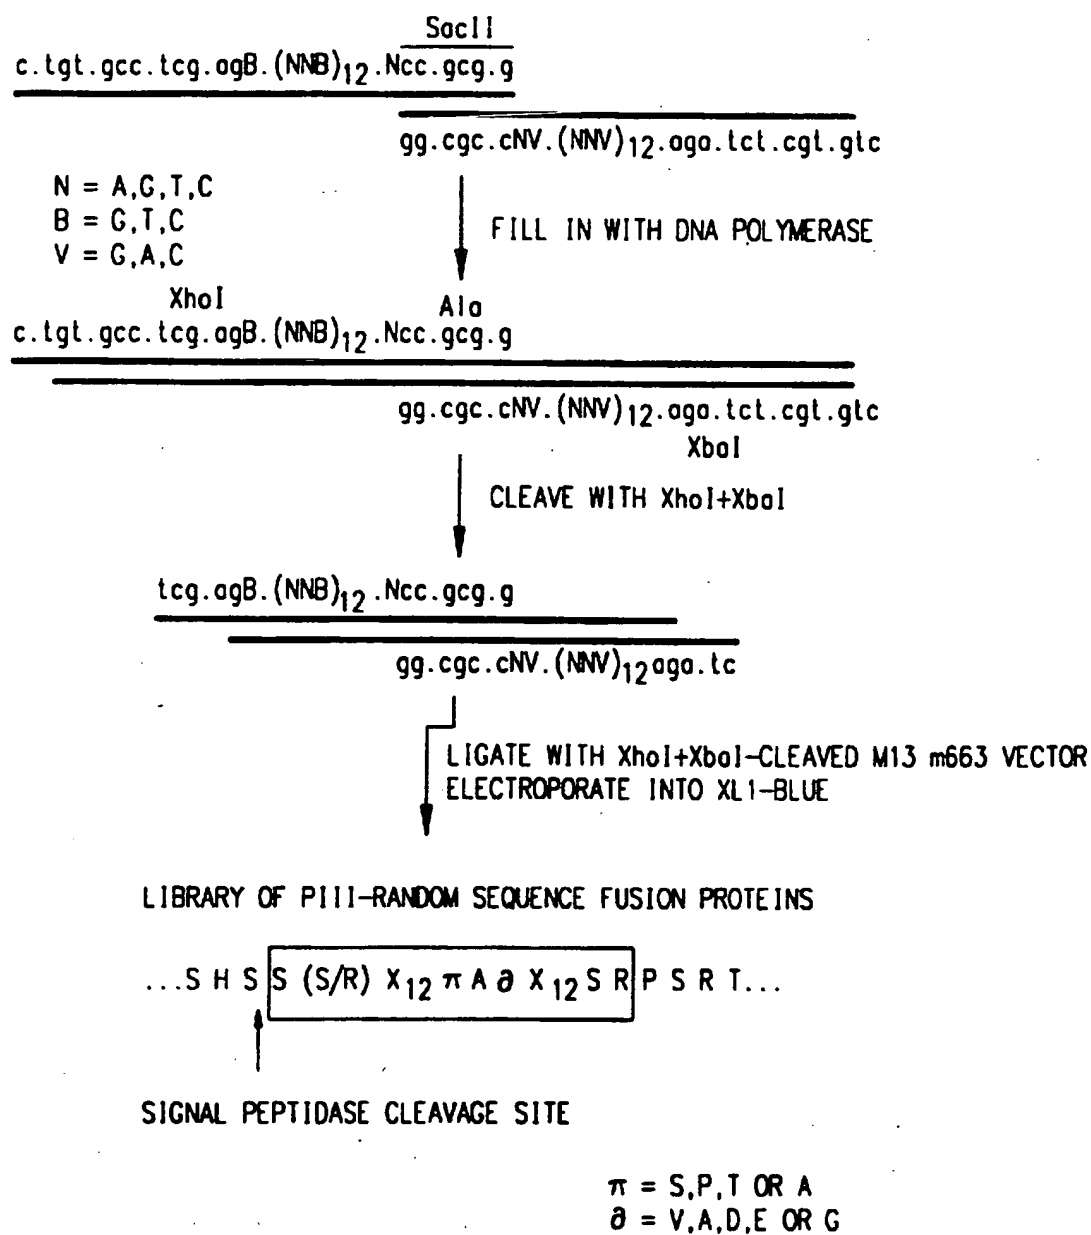 SacII
c.tgt.gcc.tcg.agB.(NNB)12.Ncc.gcg.g
gg.cgc.cNV.(NNV)12.aga.tct.cgt.gtc
N = A,G,T,C
B = G,T,C
V = G,A,C
FILL IN WITH DNA POLYMERASE
XhoI
Ala
c.tgt.gcc.tcg.agB.(NNB)12.Ncc.gcg.g
gg.cgc.cNV.(NNV)12.aga.tct.cgt.gtc
XbaI
CLEAVE WITH XhoI+XbaI
tcg.agB.(NNB)12.Ncc.gcg.g
gg.cgc.cNV.(NNV)12aga.tc
LIGATE WITH XhoI+XbaI-CLEAVED M13 m663 VECTOR
ELECTROPORATE INTO XL1-BLUE
LIBRARY OF PIII-RANDOM SEQUENCE FUSION PROTEINS
...S H S S (S/R) X12 π A ∂ X12 S R P S R T...
SIGNAL PEPTIDASE CLEAVAGE SITE
π = S,P,T OR A
∂ = V,A,D,E OR G